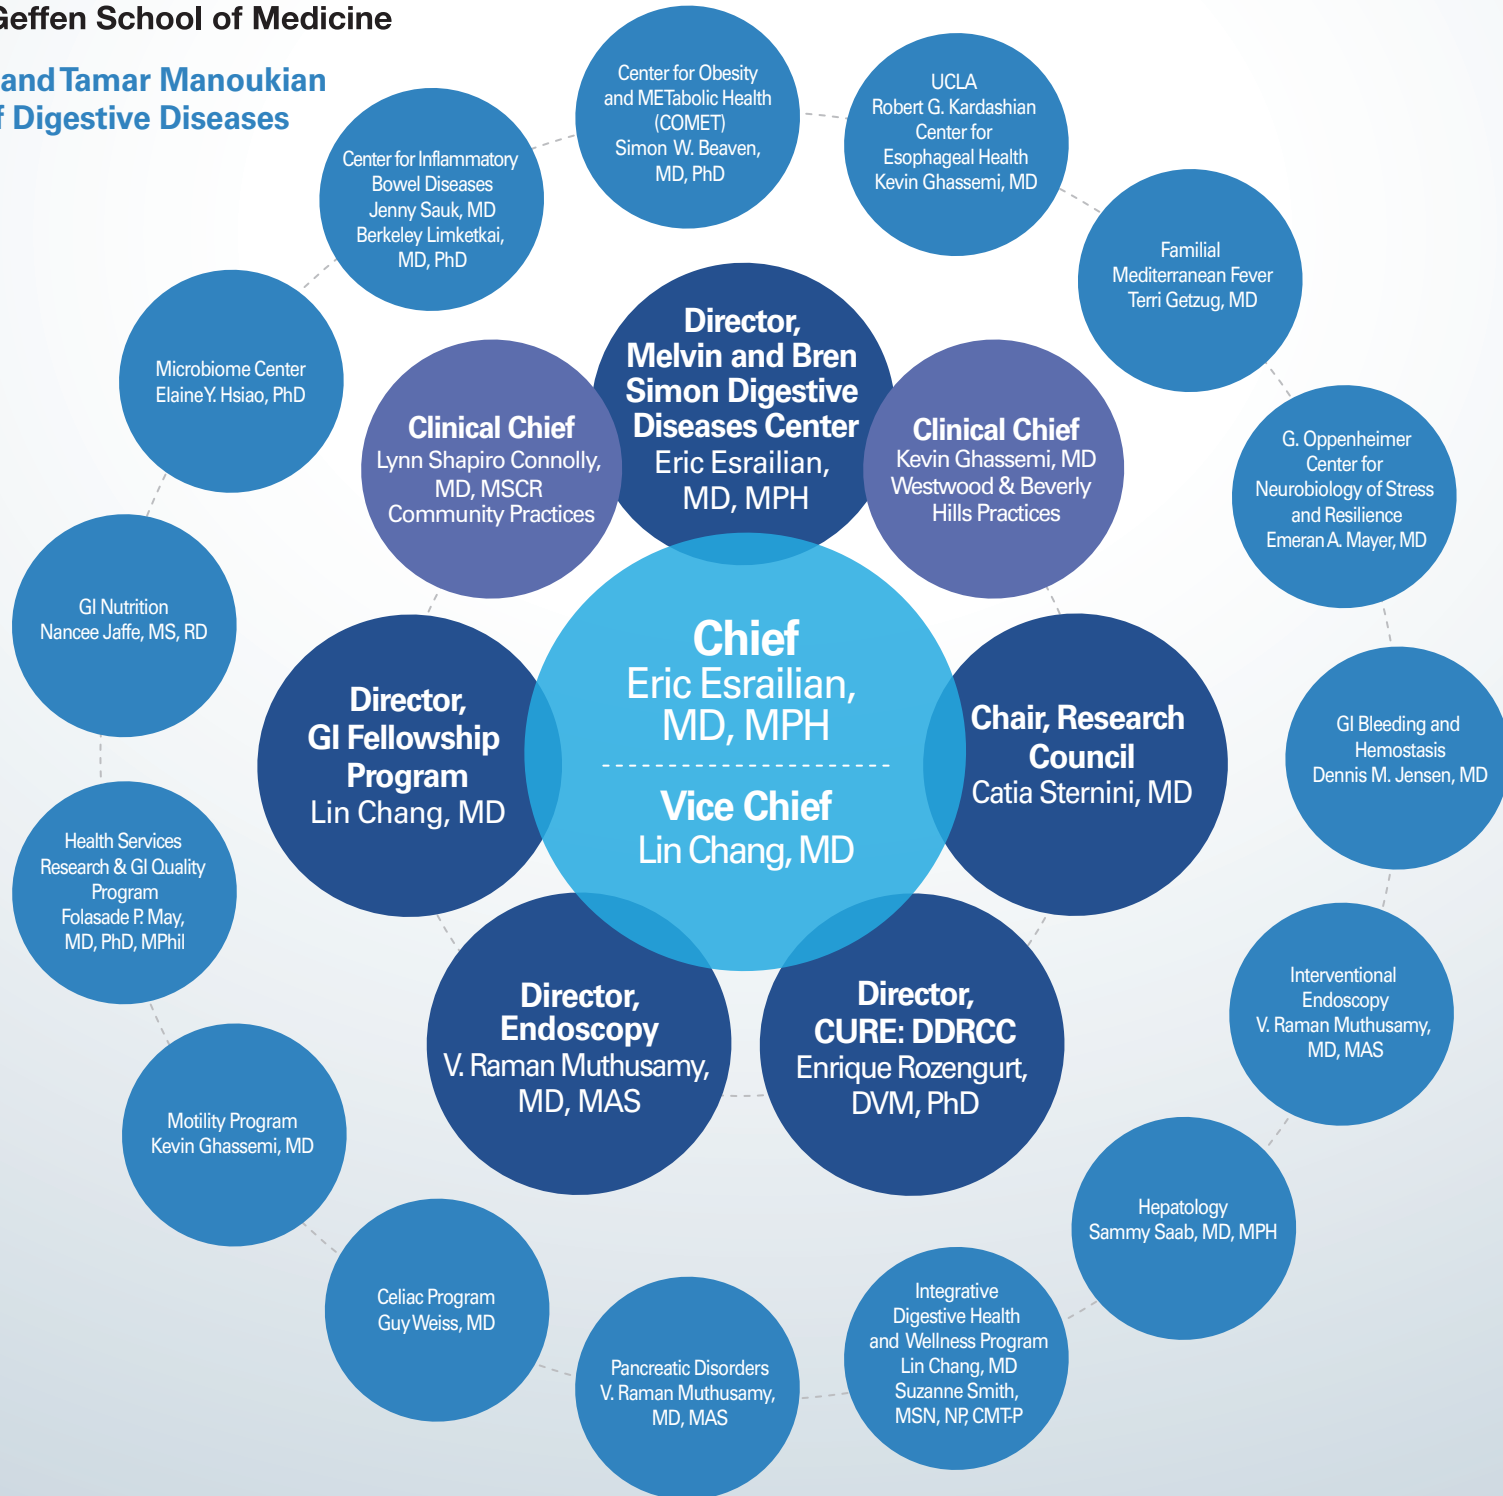 Geffen School of Medicine
and Tamar Manoukian
f Digestive Diseases
Center for Obesity
and METabolic Health
(COMET)
Simon W. Beaven,
MD, PhD
UCLA
Robert G. Kardashian
Center for
Esophageal Health
Kevin Ghassemi, MD
Familial
Mediterranean Fever
Terri Getzug, MD
G. Oppenheimer
Center for
Neurobiology of Stress
and Resilience
Emeran A. Mayer, MD
GI Bleeding and
Hemostasis
Dennis M. Jensen, MD
Interventional
Endoscopy
V. Raman Muthusamy,
MD, MAS
Hepatology
Sammy Saab, MD, MPH
Integrative
Digestive Health
and Wellness Program
Lin Chang, MD
Suzanne Smith,
MSN, NP, CMT-P
Pancreatic Disorders
V. Raman Muthusamy,
MD, MAS
Celiac Program
Guy Weiss, MD
Motility Program
Kevin Ghassemi, MD
Health Services
Research & GI Quality
Program
Folasade P. May,
MD, PhD, MPhil
GI Nutrition
Nancee Jaffe, MS, RD
Microbiome Center
Elaine Y. Hsiao, PhD
Center for Inflammatory
Bowel Diseases
Jenny Sauk, MD
Berkeley Limketkai,
MD, PhD
Director,
Melvin and Bren
Simon Digestive
Diseases Center
Eric Esrailian,
MD, MPH
Clinical Chief
Lynn Shapiro Connolly,
MD, MSCR
Community Practices
Clinical Chief
Kevin Ghassemi, MD
Westwood & Beverly
Hills Practices
Chief
Eric Esrailian,
MD, MPH
Vice Chief
Lin Chang, MD
Director,
GI Fellowship
Program
Lin Chang, MD
Chair, Research
Council
Catia Sternini, MD
Director,
Endoscopy
V. Raman Muthusamy,
MD, MAS
Director,
CURE: DDRCC
Enrique Rozengurt,
DVM, PhD